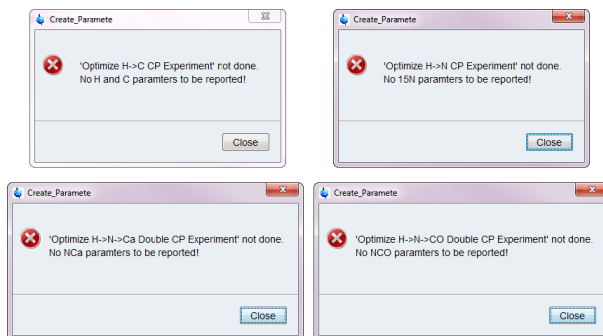 Create_Paramete
'Optimize H->C CP Experiment' not done.
No H and C paramters to be reported!
Close
Create_Paramete
'Optimize H->N CP Experiment' not done.
No 15N paramters to be reported!
Close
Create_Paramete
'Optimize H->N->Ca Double CP Experiment' not done.
No NCa paramters to be reported!
Close
Create_Paramete
'Optimize H->N->CO Double CP Experiment' not done.
No NCO paramters to be reported!
Close